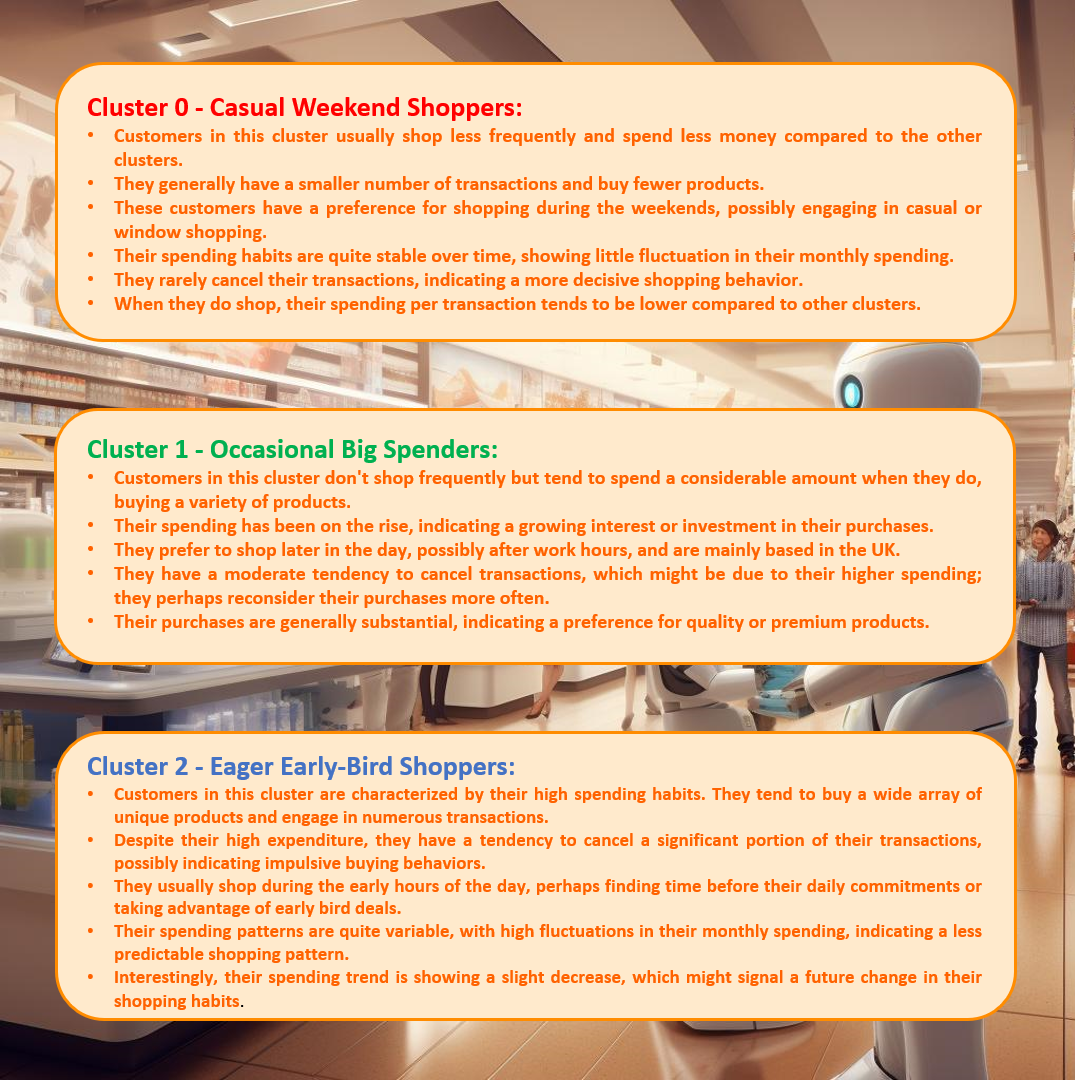 Cluster 0 - Casual Weekend Shoppers:
• Customers in this cluster usually shop less frequently and spend less money compared to the other
clusters.
• They generally have a smaller number of transactions and buy fewer products.
• These customers have a preference for shopping during the weekends, possibly engaging in casual or
window shopping.
• Their spending habits are quite stable over time, showing little fluctuation in their monthly spending.
• They rarely cancel their transactions, indicating a more decisive shopping behavior.
• When they do shop, their spending per transaction tends to be lower compared to other clusters.
Cluster 1 - Occasional Big Spenders:
• Customers in this cluster don't shop frequently but tend to spend a considerable amount when they do,
buying a variety of products.
• Their spending has been on the rise, indicating a growing interest or investment in their purchases.
• They prefer to shop later in the day, possibly after work hours, and are mainly based in the UK.
• They have a moderate tendency to cancel transactions, which might be due to their higher spending;
they perhaps reconsider their purchases more often.
• Their purchases are generally substantial, indicating a preference for quality or premium products.
Cluster 2 - Eager Early-Bird Shoppers:
• Customers in this cluster are characterized by their high spending habits. They tend to buy a wide array of
unique products and engage in numerous transactions.
• Despite their high expenditure, they have a tendency to cancel a significant portion of their transactions,
possibly indicating impulsive buying behaviors.
• They usually shop during the early hours of the day, perhaps finding time before their daily commitments or
taking advantage of early bird deals.
• Their spending patterns are quite variable, with high fluctuations in their monthly spending, indicating a less
predictable shopping pattern.
• Interestingly, their spending trend is showing a slight decrease, which might signal a future change in their
shopping habits.